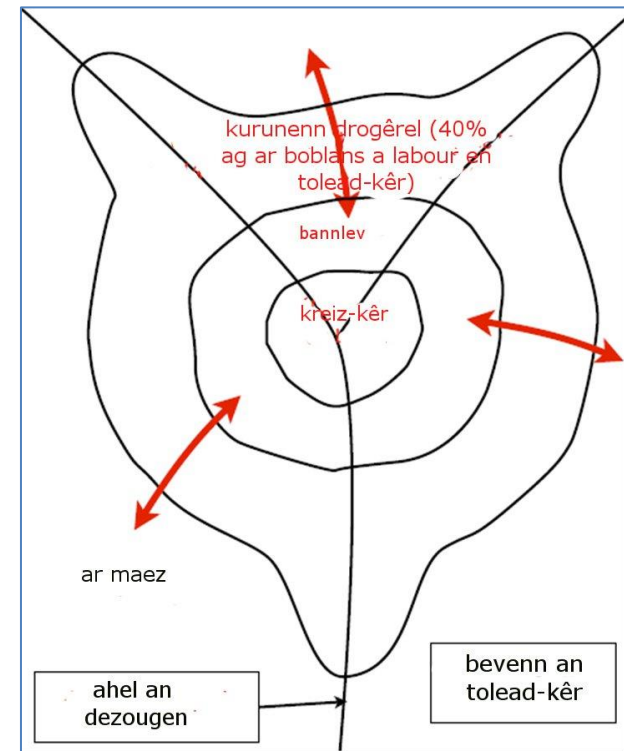 kurunenn drogêrel (40%
ag ar boblans a labour en
tolead-kêr)
bannlev
kreiz-kêr
ar maez
ahel an
dezougen
bevenn an
tolead-kêr